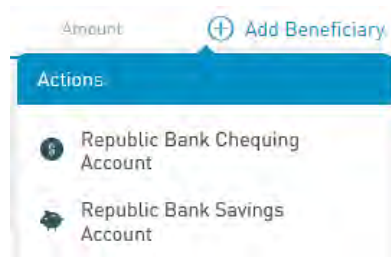 Amount Add Beneficiary
Actions
Republic Bank Chequing
Account
Republic Bank Savings
Account